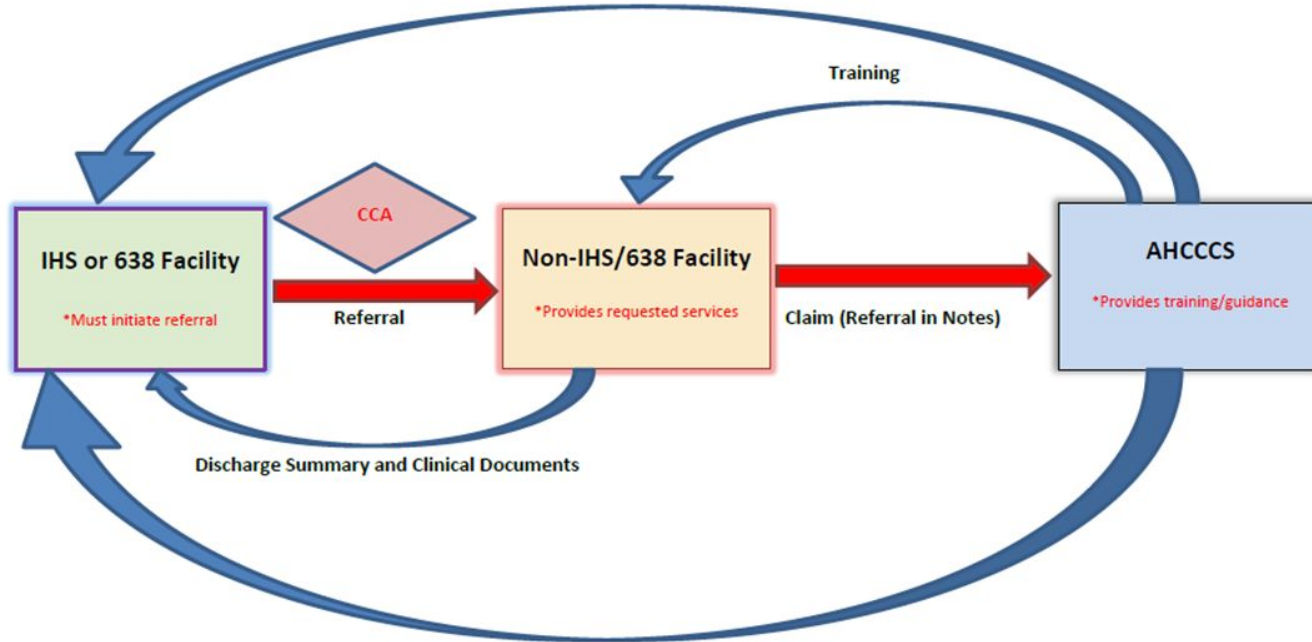 Training
CCA
IHS or 638 Facility
*Must initiate referral
Referral
Non-IHS/638 Facility
*Provides requested services
Claim (Referral in Notes)
AHCCCS
*Provides training/guidance
Discharge Summary and Clinical Documents